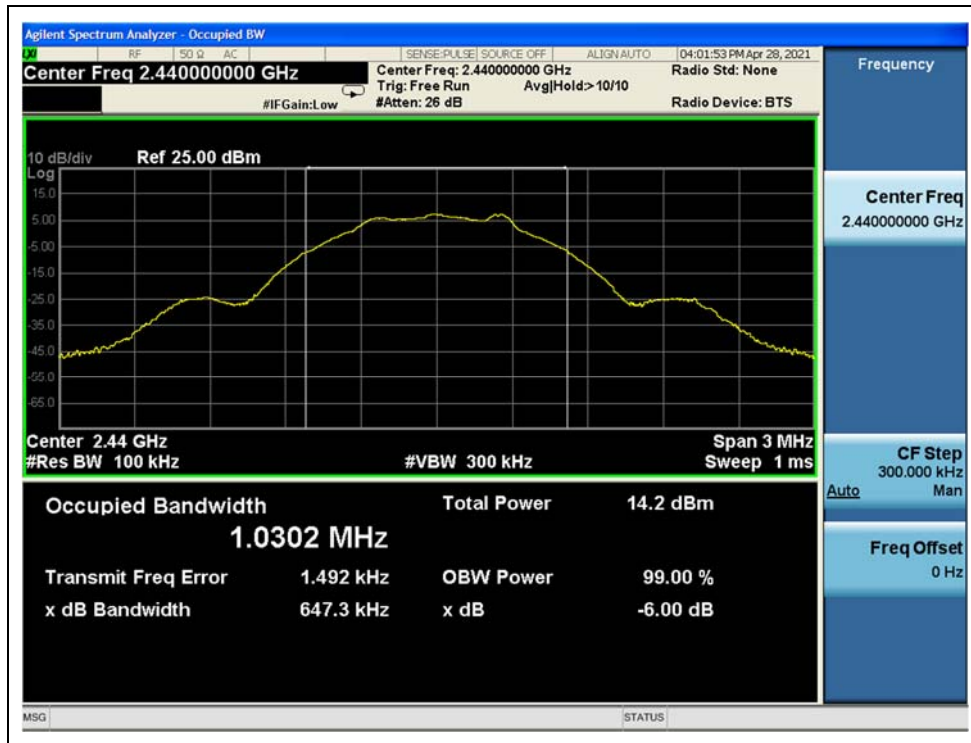 Agilent Spectrum Analyzer - Occupied BW
LXI RF 50 Ω AC SENSE:PULSE SOURCE OFF ALIGN AUTO 04:01:53 PM Apr 28, 2021
Center Freq 2.440000000 GHz Center Freq: 2.440000000 GHz Radio Std: None
Trig: Free Run Avg|Hold:> 10/10
#IFGain:Low #Atten: 26 dB Radio Device: BTS
10 dB/div Ref 25.00 dBm
Log
15.0
5.00
-5.00
-15.0
-25.0
-35.0
-45.0
-55.0
-65.0
Center 2.44 GHz Span 3 MHz
#Res BW 100 kHz #VBW 300 kHz Sweep 1 ms
Occupied Bandwidth Total Power 14.2 dBm
1.0302 MHz
Transmit Freq Error 1.492 kHz OBW Power 99.00 %
x dB Bandwidth 647.3 kHz x dB -6.00 dB
Frequency
Center Freq
2.440000000 GHz
CF Step
300.000 kHz
Auto Man
Freq Offset
0 Hz
MSG STATUS